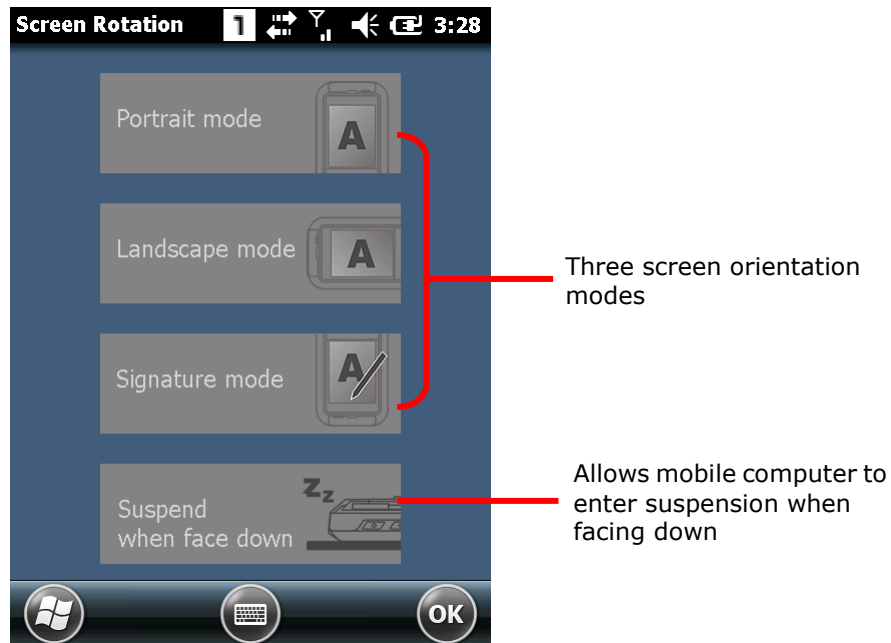 Screen Rotation 1 3:28
Portrait mode A
Landscape mode A
Three screen orientation
modes
Signature mode A
Allows mobile computer to
enter suspension when
facing down
Suspend
when face down
Zz
OK